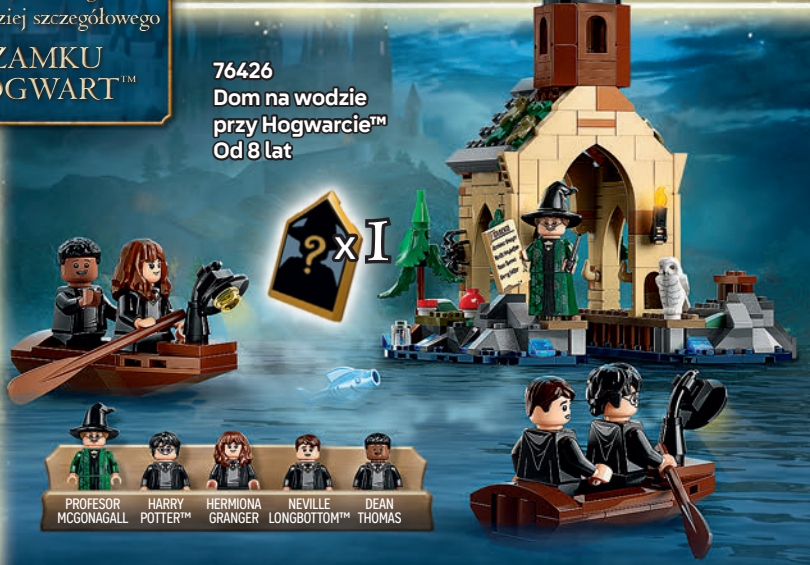 ziej szczegółowego
ZAMKU
OGWART™
76426
Dom na wodzie
przy Hogwarcie™
Od 8 lat
?
x1
PROFESOR
MCGONAGALL
HARRY
POTTER™
HERMIONA
GRANGER
NEVILLE
LONGBOTTOM™
DEAN
THOMAS